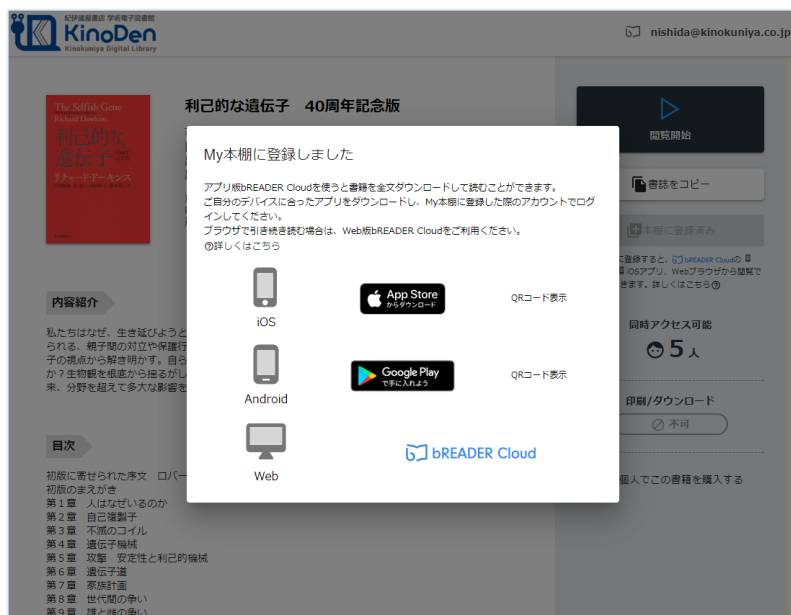 紀伊國屋書店 学術電子図書館
KinoDen
Kinokuniya Digital Library
nishida@kinokuniya.co.jp
The Selfish Gene
Richard Dawkins
利己的な
遺伝子
リチャード・ドーキンス
利己的な遺伝子 40周年記念版
閲覧開始
書誌をコピー
本棚に登録済み
に登録すると、bREADER Cloudの
iOSアプリ、Webブラウザから閲覧で
きます。詳しくはこちら?
同時アクセス可能
5人
印刷/ダウンロード
不可
個人でこの書籍を購入する
My本棚に登録しました
アプリ版bREADER Cloudを使うと書籍を全文ダウンロードして読むことができます。
ご自分のデバイスに合ったアプリをダウンロードし、My本棚に登録した際のアカウントでログ
インしてください。
ブラウザで引き続き読む場合は、Web版bREADER Cloudをご利用ください。
?詳しくはこちら
iOS
App Store
からダウンロード
QRコード表示
Android
Google Play
で手に入れよう
QRコード表示
Web
bREADER Cloud
内容紹介
私たちはなぜ、生き延びようと
られる、親子間の対立や保護行
子の視点から解き明かす。自ら
か?生物観を根底から揺るがし
来、分野を超えて多大な影響を
目次
初版に寄せられた序文 ロバー
初版のまえがき
第1章 人はなぜいるのか
第2章 自己複製子
第3章 不滅のコイル
第4章 遺伝子機械
第5章 攻撃 安定性と利己的機械
第6章 遺伝子道
第7章 家族計画
第8章 世代間の争い
第9章 雄と雌の争い